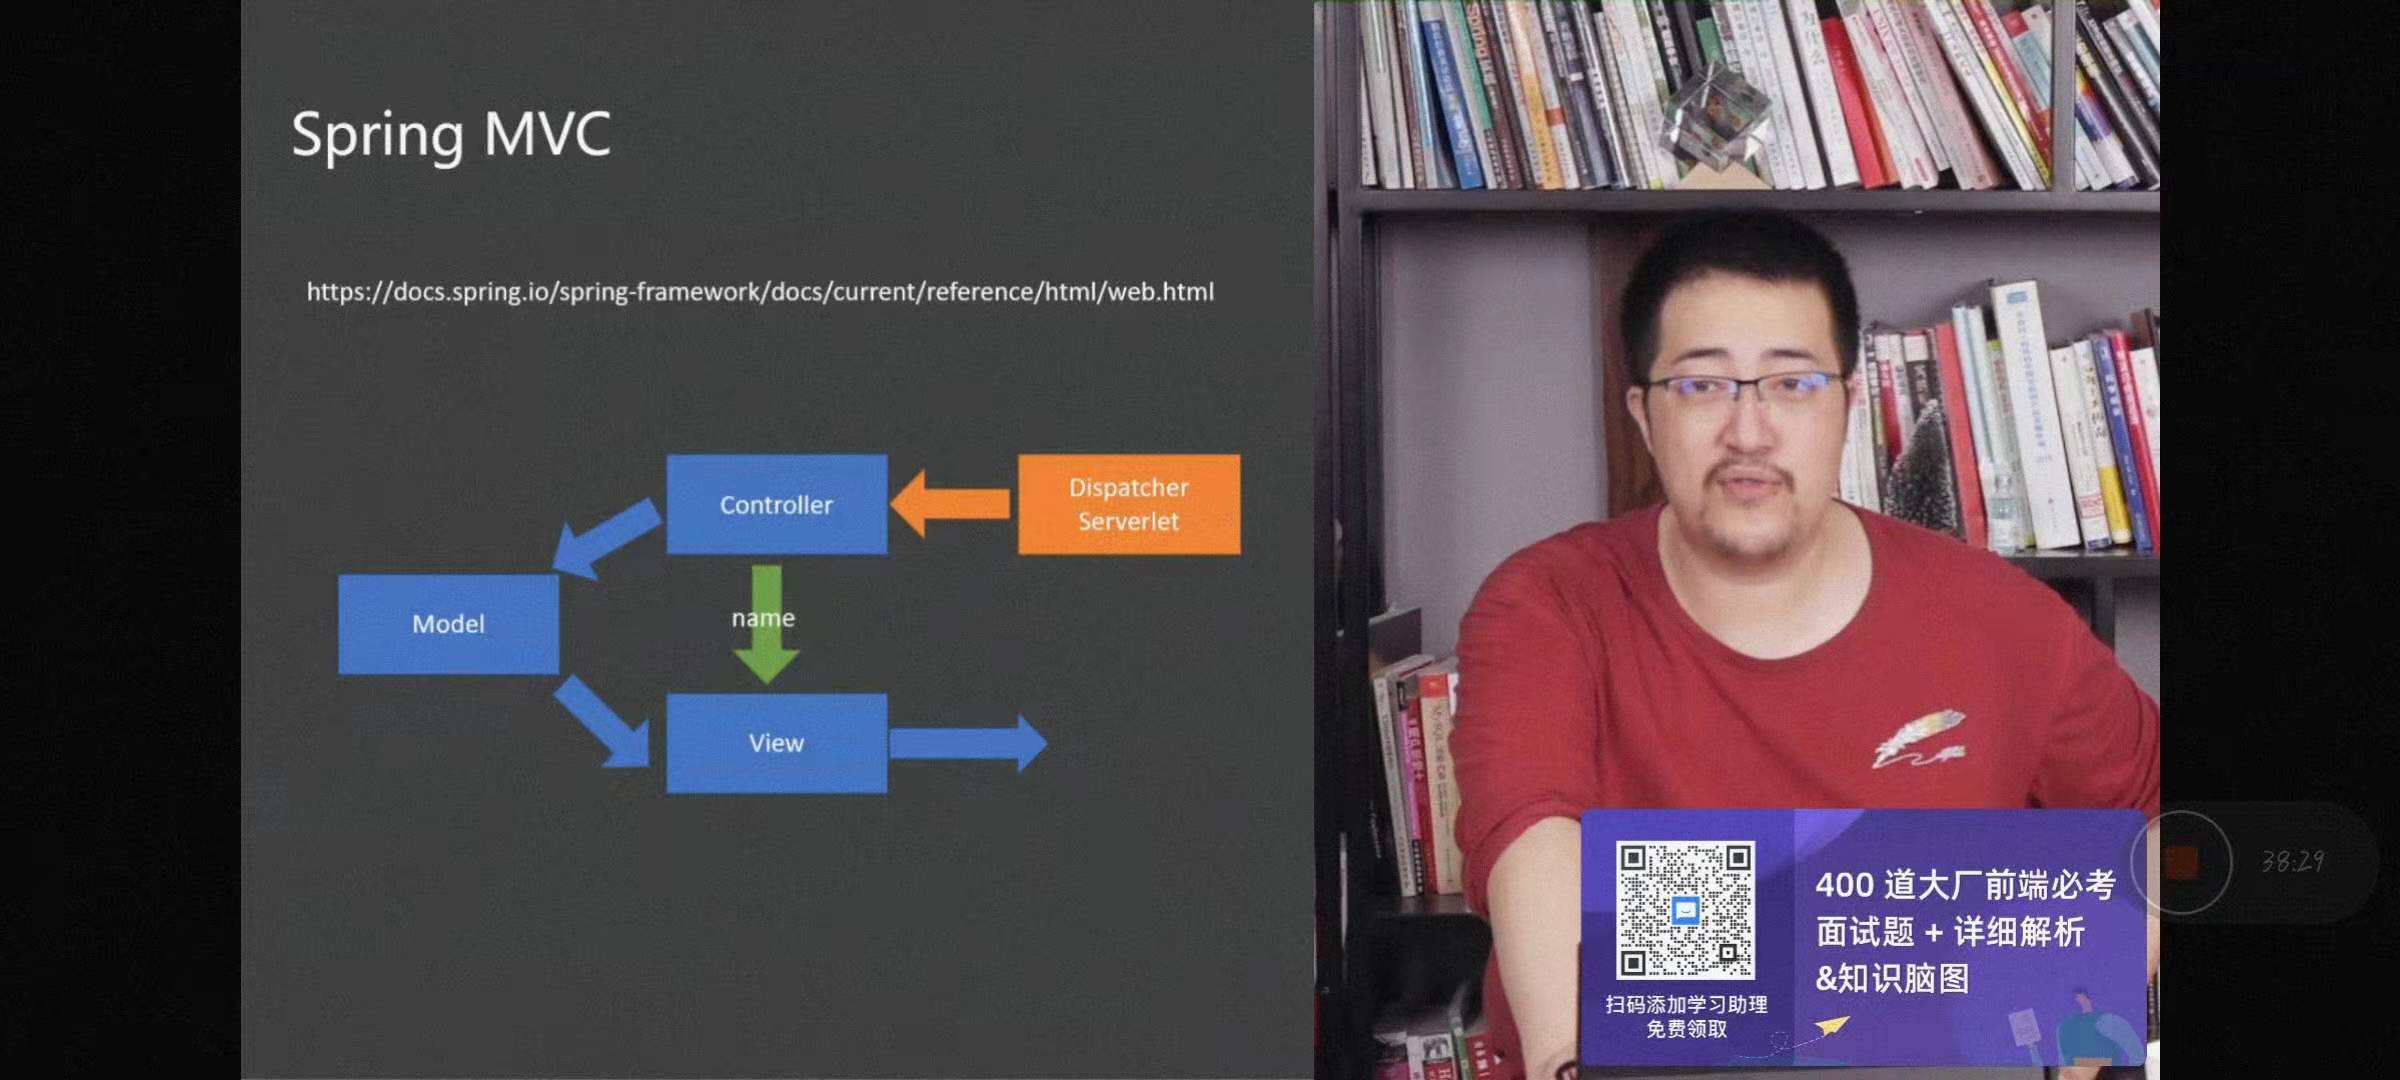 Spring MVC
https://docs.spring.io/spring-framework/docs/current/reference/html/web.html
Controller
Dispatcher
Serverlet
Model
name
View
400 道大厂前端必考
面试题 + 详细解析
&知识脑图
扫码添加学习助理
免费领取
38:29